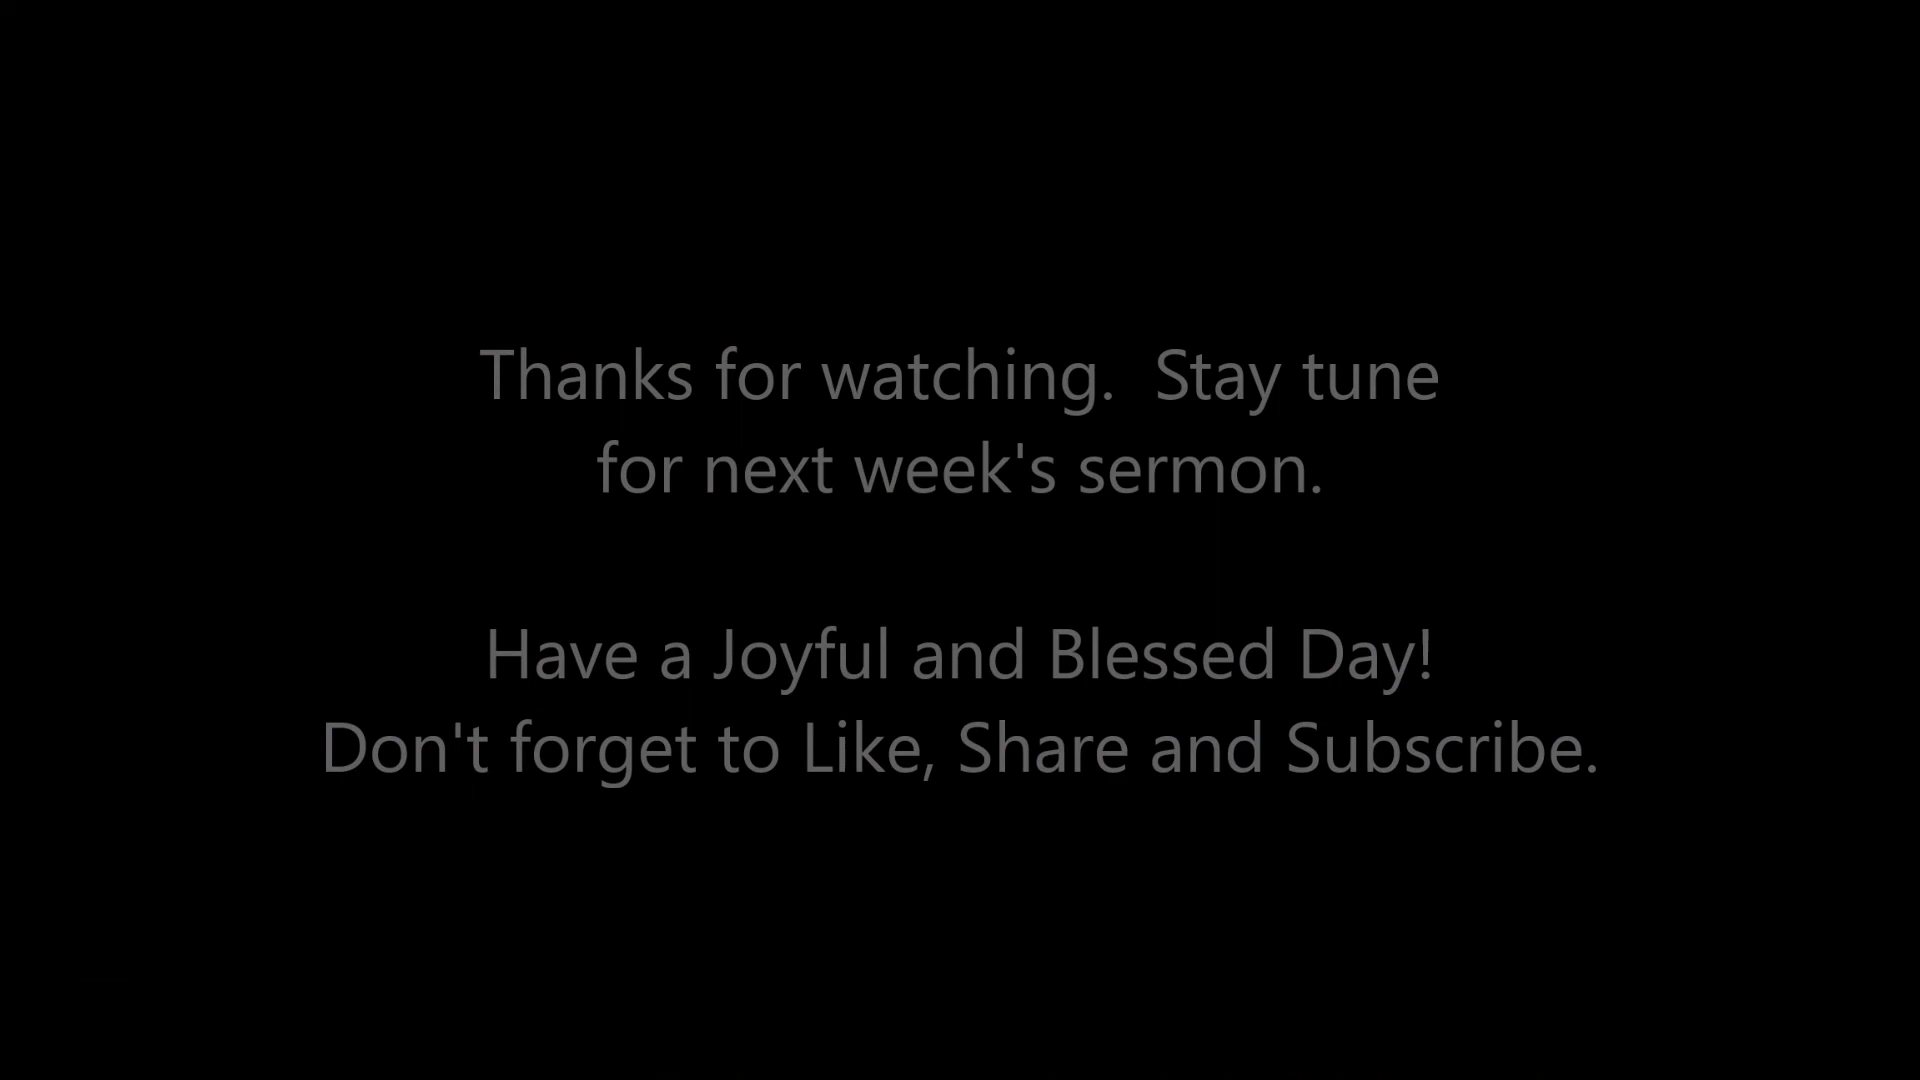 Thanks for watching.  Stay tune
for next week's sermon.
Have a Joyful and Blessed Day!
Don't forget to Like, Share and Subscribe.